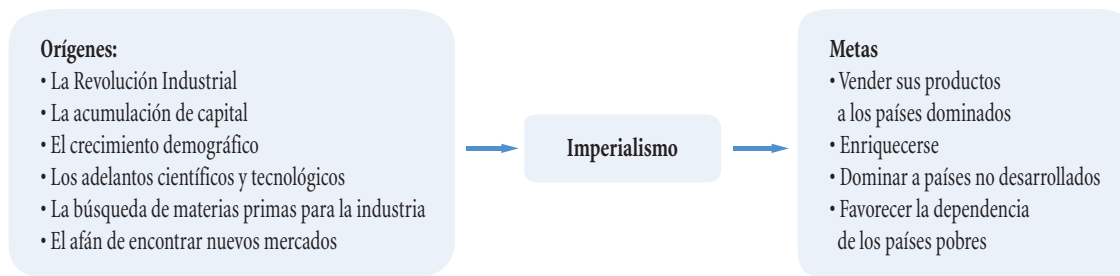 Orígenes:
• La Revolución Industrial
• La acumulación de capital
• El crecimiento demográfico
• Los adelantos científicos y tecnológicos
• La búsqueda de materias primas para la industria
• El afán de encontrar nuevos mercados
Imperialismo
Metas
• Vender sus productos
a los países dominados
• Enriquecerse
• Dominar a países no desarrollados
• Favorecer la dependencia
de los países pobres